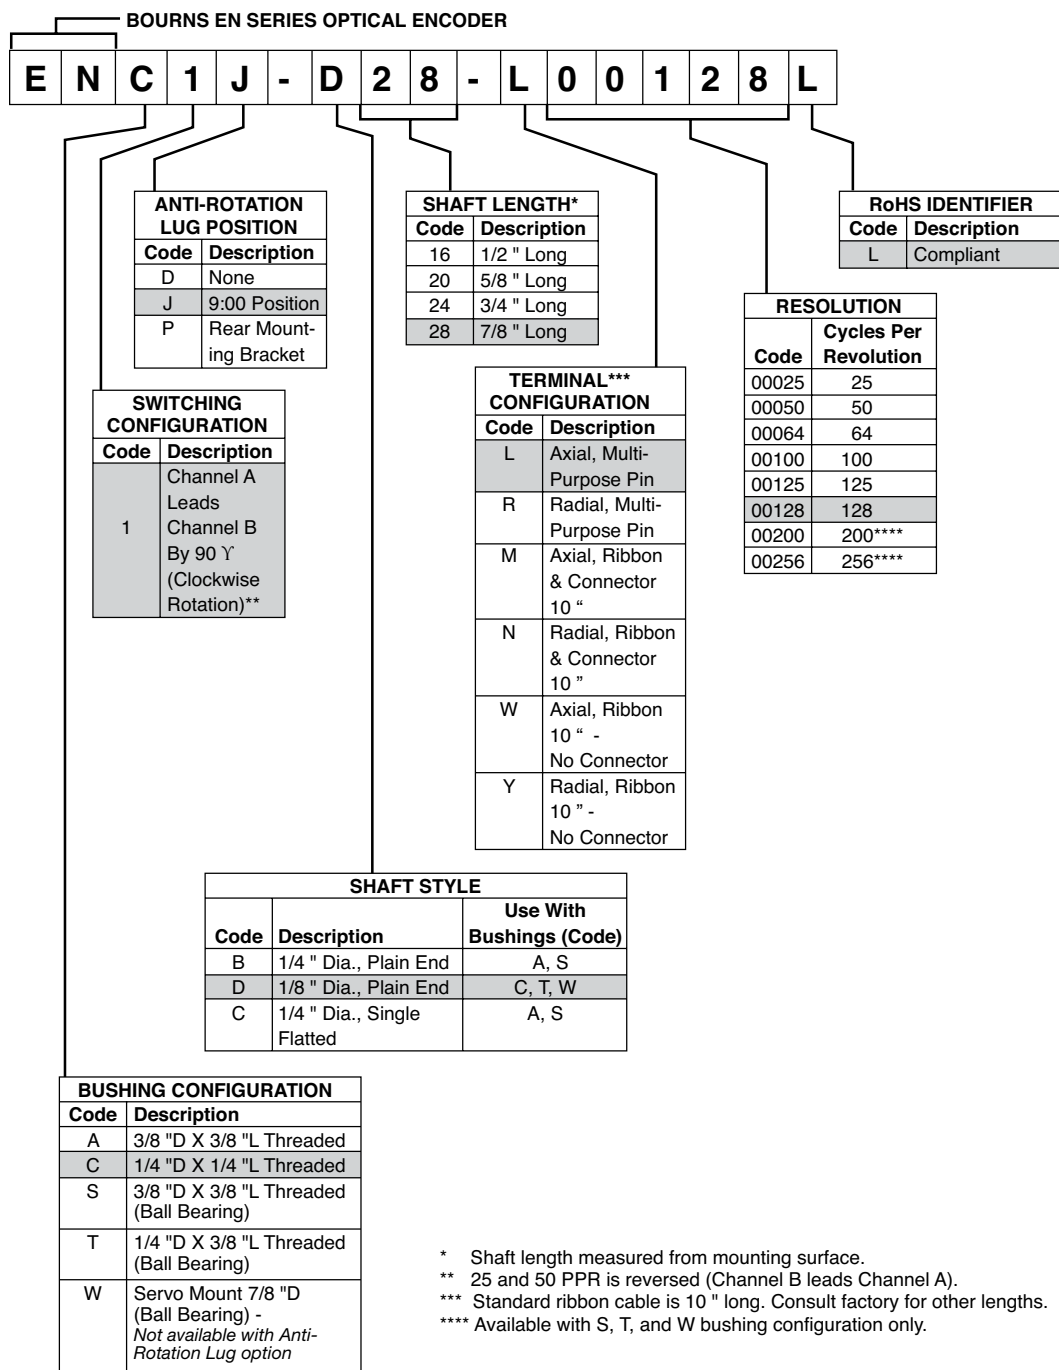 BOURNS EN SERIES OPTICAL ENCODER
E N C 1 J - D 2 8 - L 0 0 1 2 8 L
ANTI-ROTATION
LUG POSITION
Code Description
D None
J 9:00 Position
P Rear Mount-
ing Bracket
SHAFT LENGTH*
Code Description
16 1/2 " Long
20 5/8 " Long
24 3/4 " Long
28 7/8 " Long
RoHS IDENTIFIER
Code Description
L Compliant
RESOLUTION
Cycles Per
Code Revolution
00025 25
00050 50
00064 64
00100 100
00125 125
00128 128
00200 200****
00256 256****
SWITCHING
CONFIGURATION
Code Description
Channel A
Leads
1 Channel B
By 90 ϒ
(Clockwise
Rotation)**
TERMINAL***
CONFIGURATION
Code Description
L Axial, Multi-
Purpose Pin
R Radial, Multi-
Purpose Pin
M Axial, Ribbon
& Connector
10 “
N Radial, Ribbon
& Connector
10 ”
W Axial, Ribbon
10 “ -
No Connector
Y Radial, Ribbon
10 ” -
No Connector
SHAFT STYLE
Use With
Code Description Bushings (Code)
B 1/4 " Dia., Plain End A, S
D 1/8 " Dia., Plain End C, T, W
C 1/4 " Dia., Single A, S
Flatted
BUSHING CONFIGURATION
Code Description
A 3/8 "D X 3/8 "L Threaded
C 1/4 "D X 1/4 "L Threaded
S 3/8 "D X 3/8 "L Threaded
(Ball Bearing)
T 1/4 "D X 3/8 "L Threaded
(Ball Bearing)
W Servo Mount 7/8 "D
(Ball Bearing) -
Not available with Anti-
Rotation Lug option
* Shaft length measured from mounting surface.
** 25 and 50 PPR is reversed (Channel B leads Channel A).
*** Standard ribbon cable is 10 " long. Consult factory for other lengths.
**** Available with S, T, and W bushing configuration only.